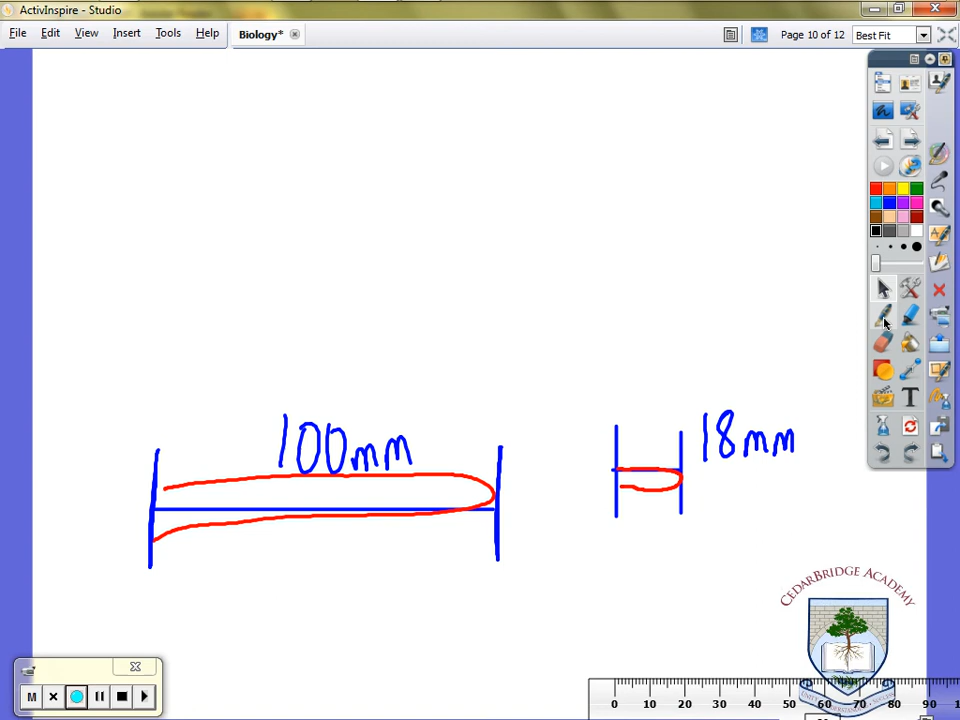 ActivInspire - Studio
File Edit View Insert Tools Help Biology* Page 10 of 12 Best Fit
100mm
18mm
CEDARBRIDGE ACADEMY
M
0 10 20 30 40 50 60 70 80 90